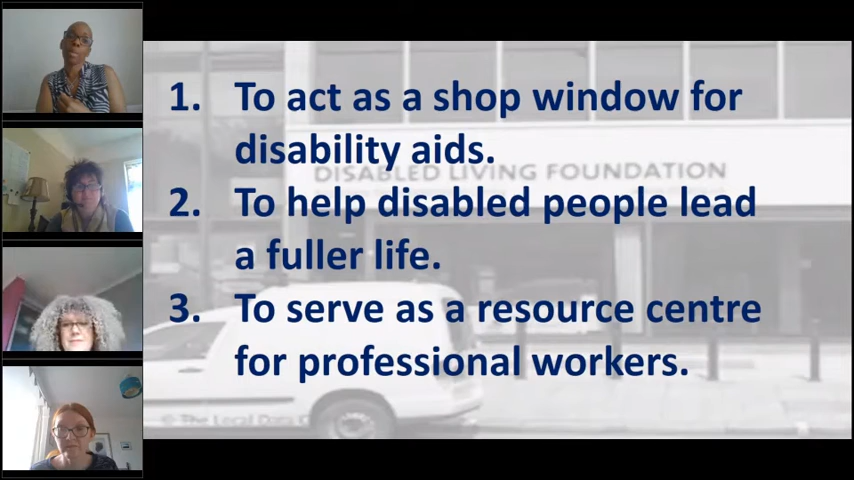 1. To act as a shop window for
disability aids.
DISABLED LIVING FOUNDATION
2. To help disabled people lead
a fuller life.
3. To serve as a resource centre
for professional workers.
© The Local Data